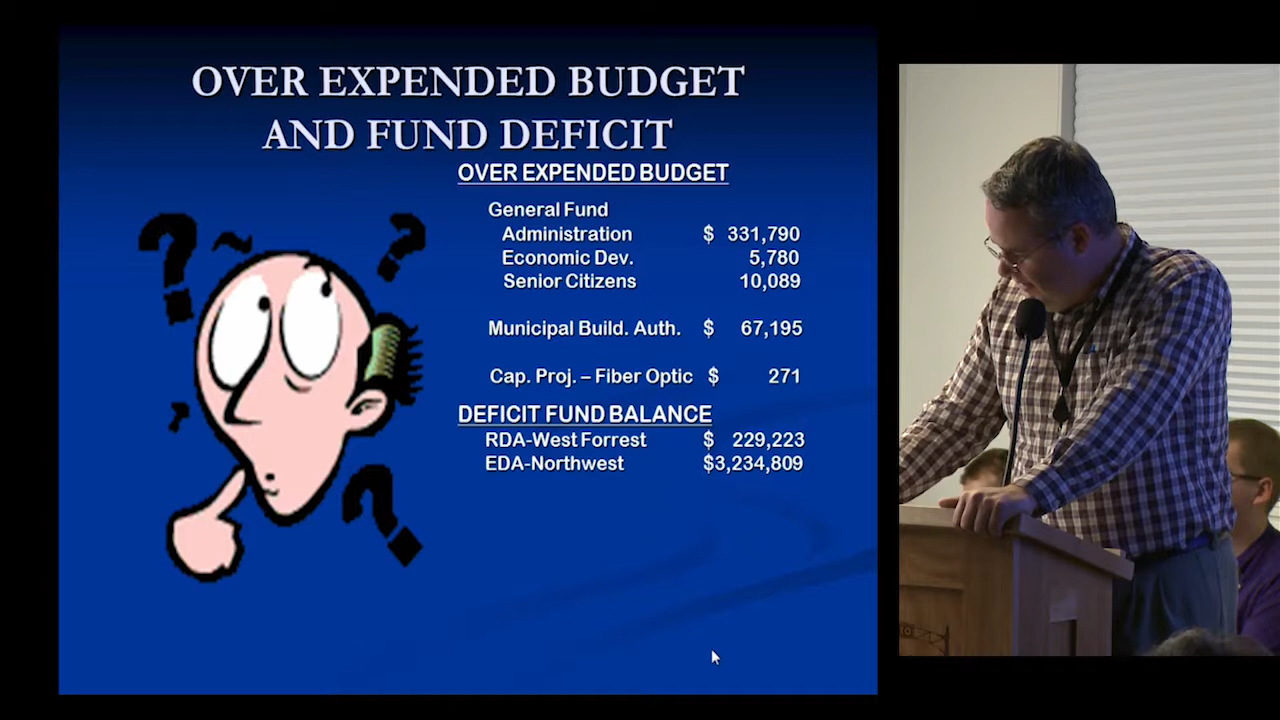 OVER EXPENDED BUDGET
AND FUND DEFICIT
OVER EXPENDED BUDGET
General Fund
Administration $ 331,790
Economic Dev. 5,780
Senior Citizens 10,089
Municipal Build. Auth. $ 67,195
Cap. Proj. – Fiber Optic $ 271
DEFICIT FUND BALANCE
RDA-West Forrest $ 229,223
EDA-Northwest $3,234,809